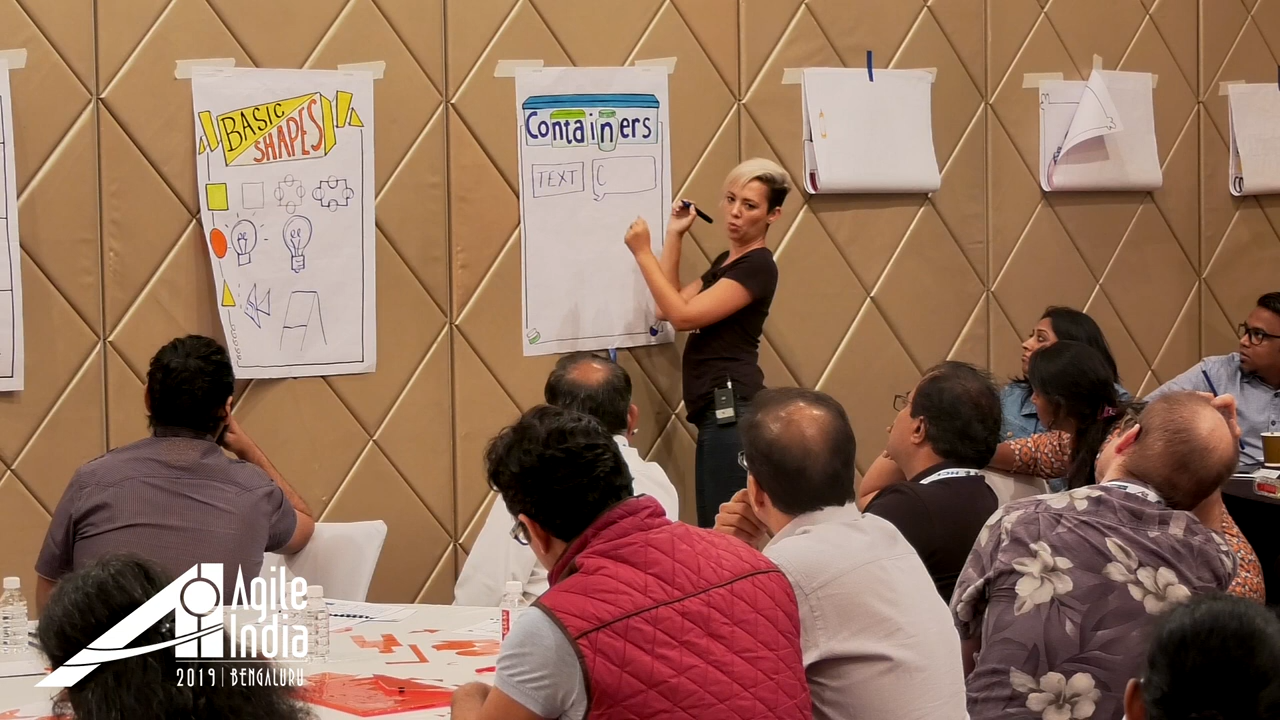 BASIC
SHAPES
Containers
TEXT
Agile
India
2019 | BENGALURU